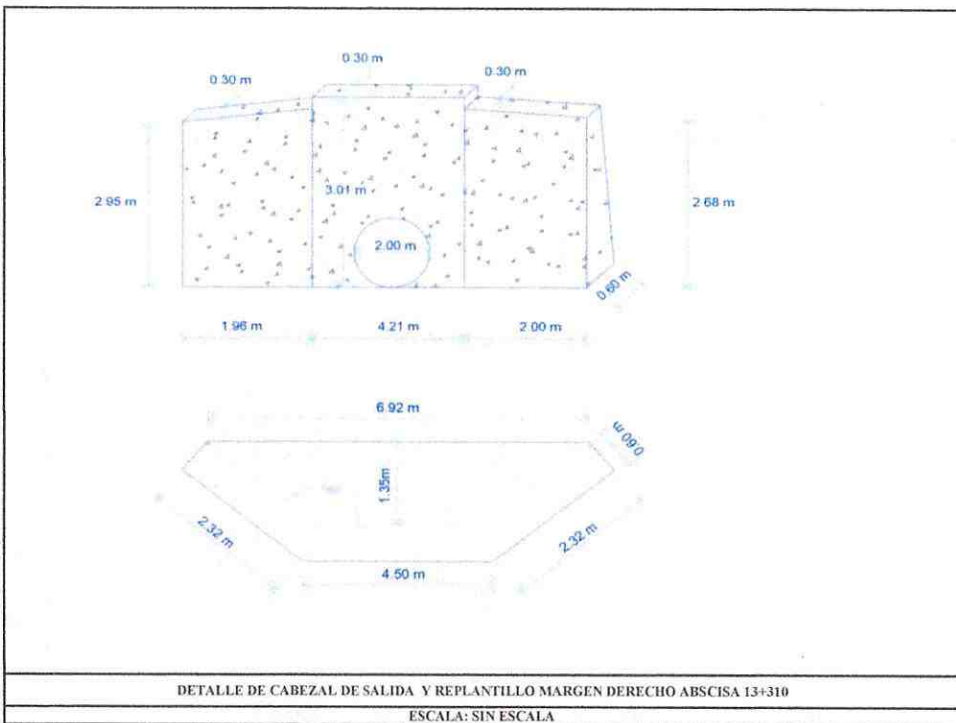 0.30 m
0.30 m
0.30 m
2.95 m
3.01 m
2.68 m
2.00 m
0.60 m
1.96 m
4.21 m
2.00 m
6.92 m
0.60 m
1.35m
2.32 m
2.32 m
4.50 m
DETALLE DE CABEZAL DE SALIDA Y REPLANTILLO MARGEN DERECHO ABSCISA 13+310
ESCALA: SIN ESCALA